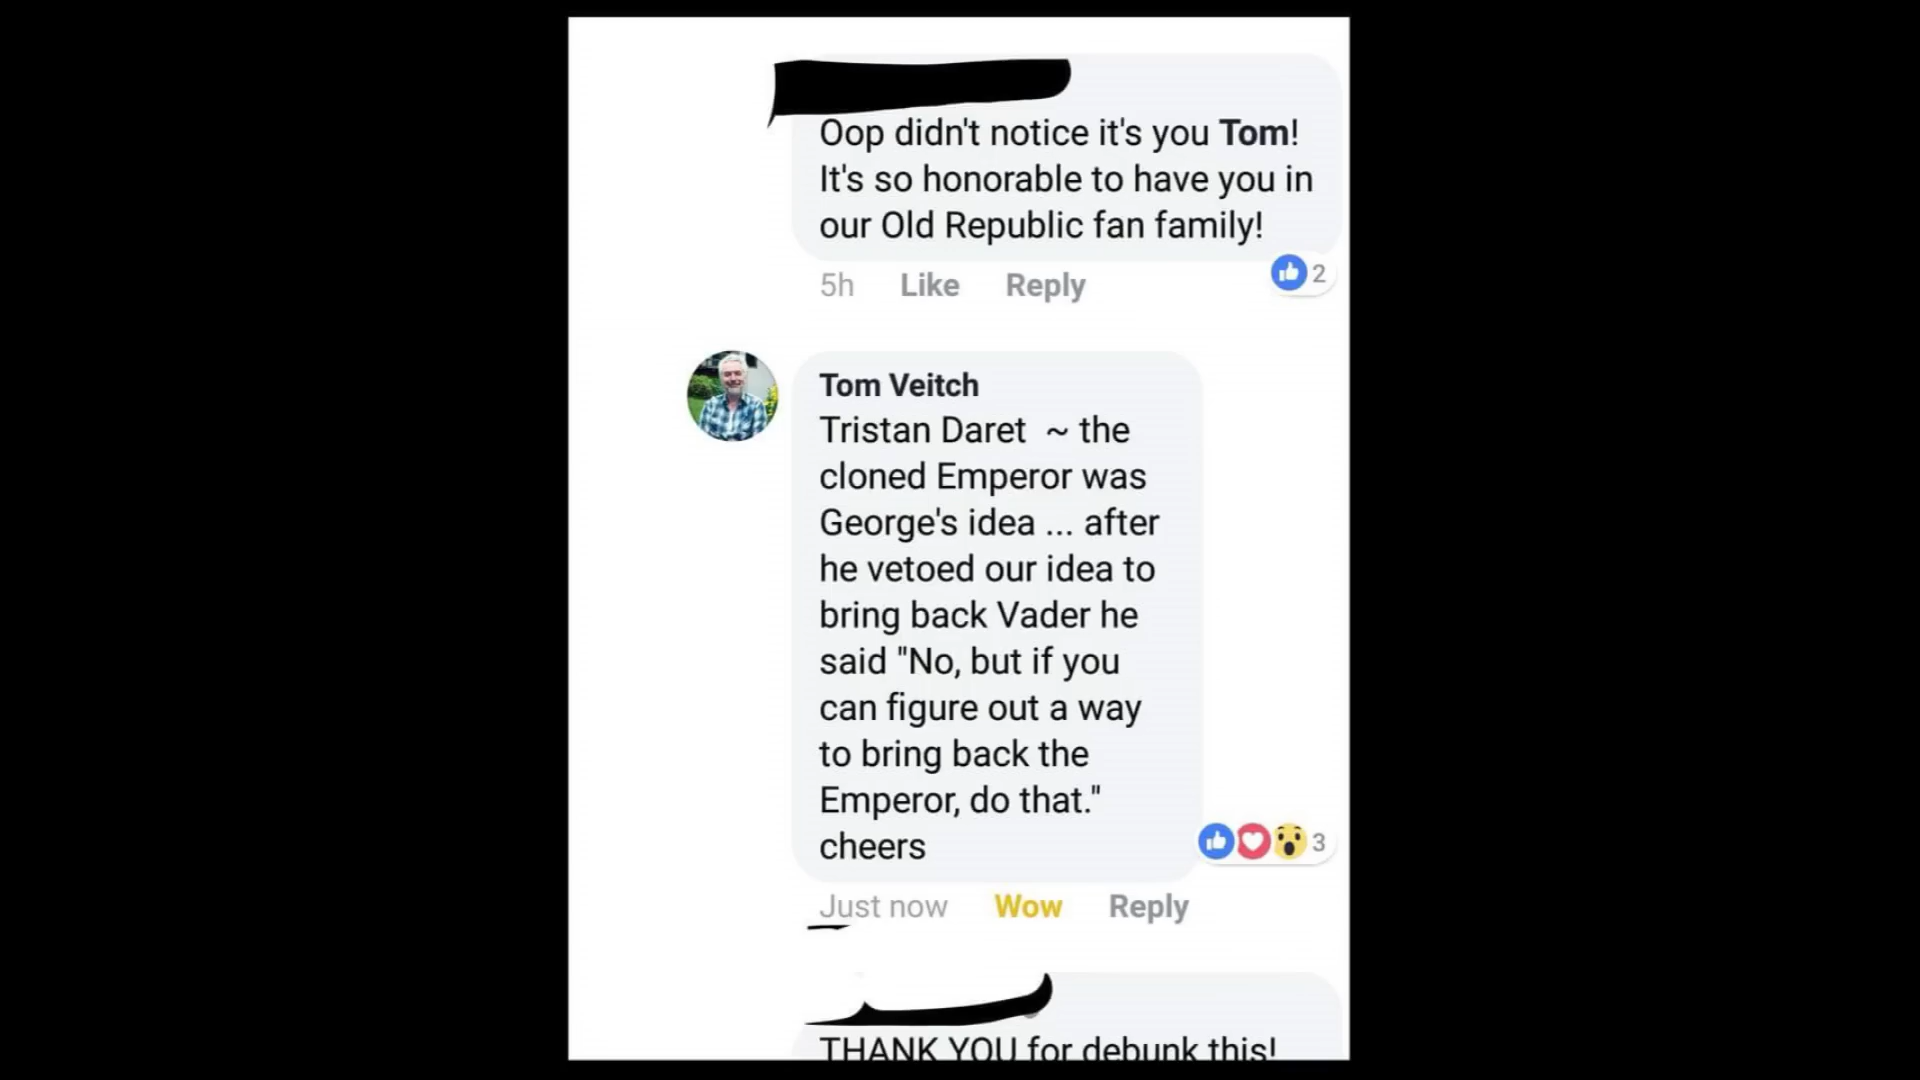 Oop didn't notice it's you Tom!
It's so honorable to have you in
our Old Republic fan family!
5h Like Reply 2
Tom Veitch
Tristan Daret ~ the
cloned Emperor was
George's idea ... after
he vetoed our idea to
bring back Vader he
said "No, but if you
can figure out a way
to bring back the
Emperor, do that."
cheers
3
Just now Wow Reply
THANK YOU for debunk this!